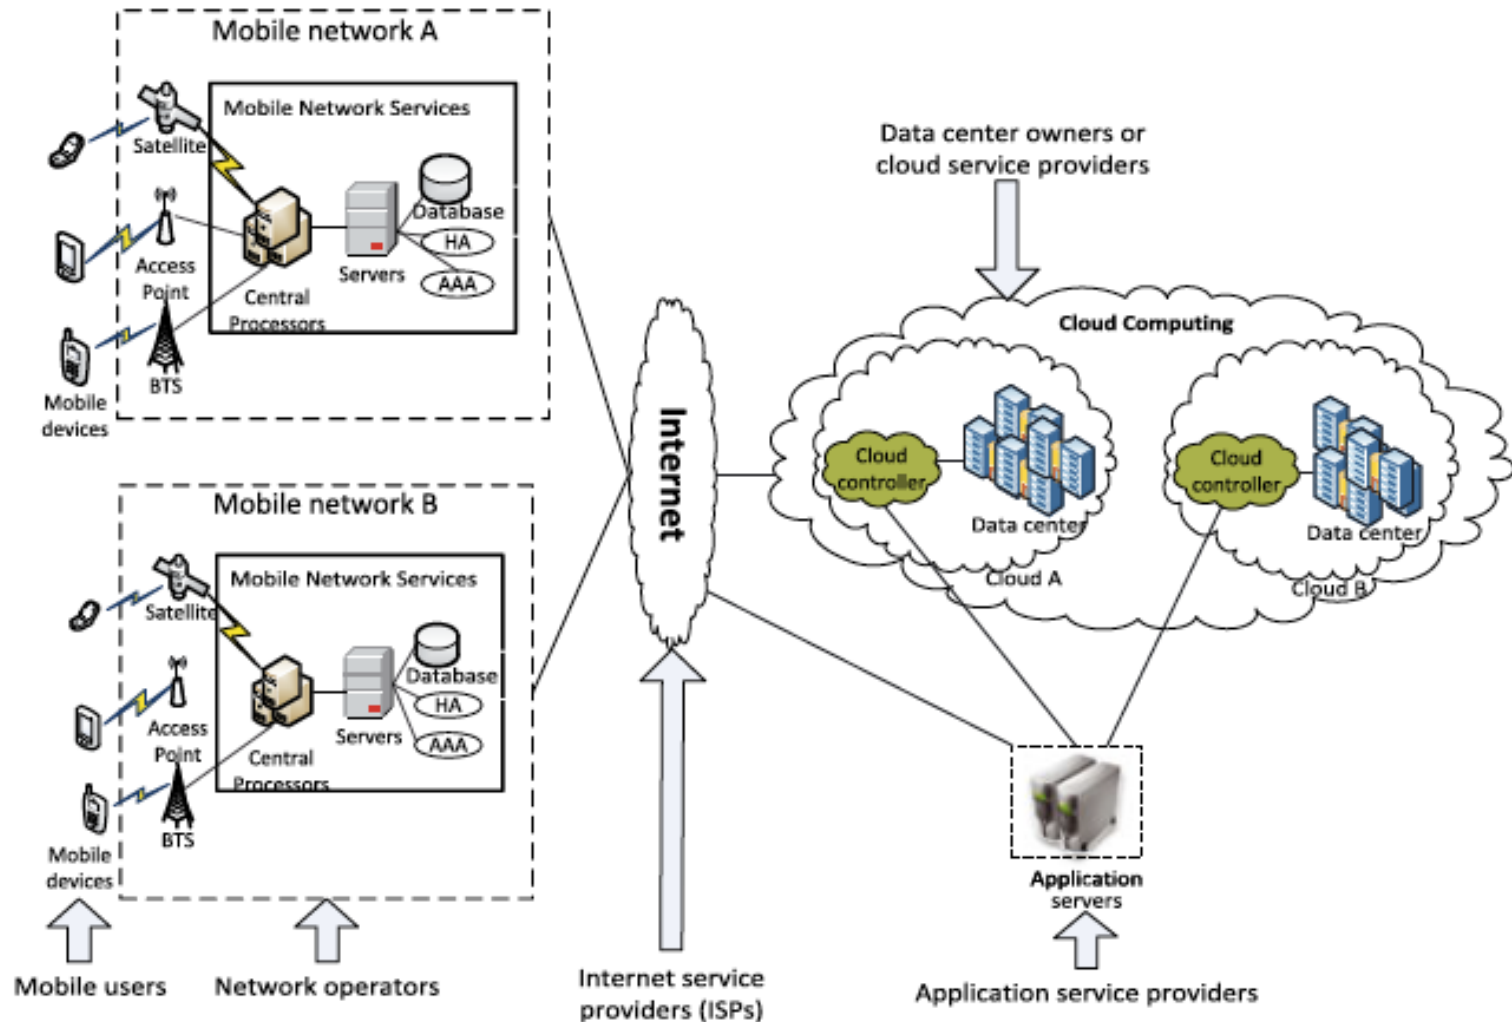 Mobile network A
Mobile Network Services
Satellite
Database
HA
AAA
Access
Point
Servers
Central
Processors
BTS
Mobile
devices
Mobile network B
Mobile Network Services
Satellite
Database
HA
AAA
Access
Point
Servers
Central
Processors
BTS
Mobile
devices
Mobile users
Network operators
Internet
Internet service
providers (ISPs)
Data center owners or
cloud service providers
Cloud Computing
Cloud
controller
Data center
Cloud A
Cloud
controller
Data center
Cloud B
Application
servers
Application service providers